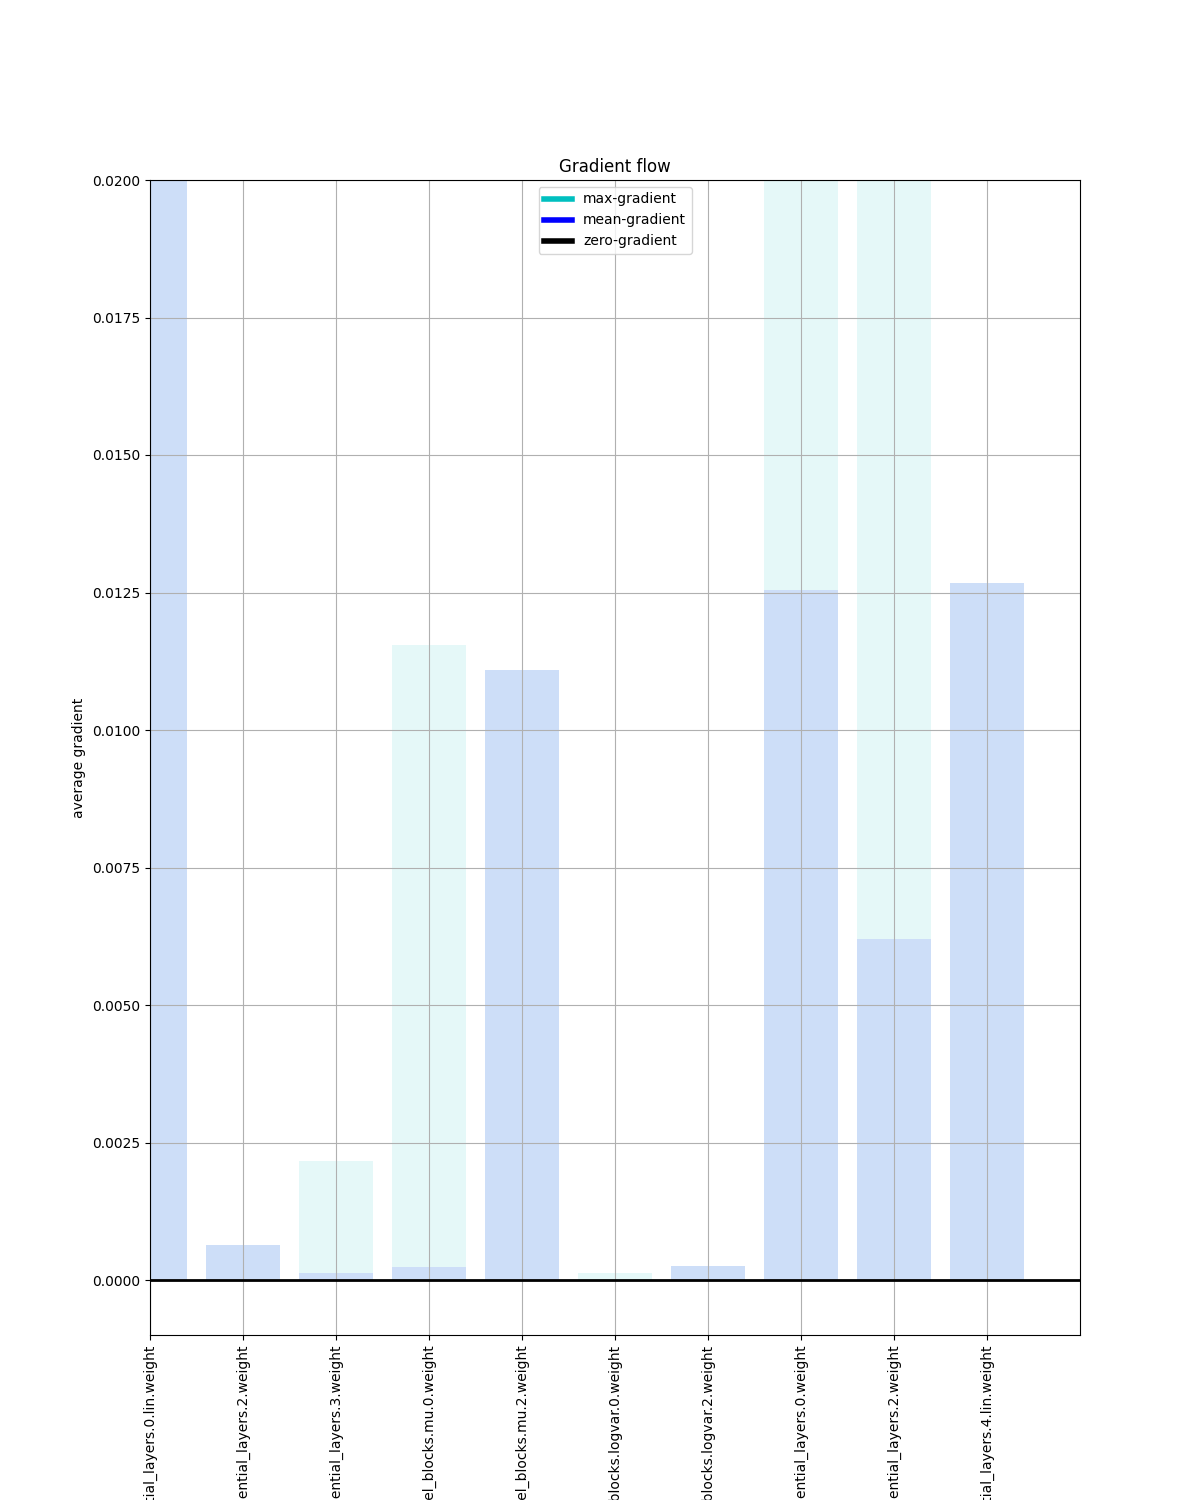 Gradient flow
max-gradient
mean-gradient
zero-gradient
0.0200
0.0175
0.0150
0.0125
0.0100
0.0075
0.0050
0.0025
0.0000
average gradient
tial_layers.0.lin.weight
ential_layers.2.weight
ential_layers.3.weight
el_blocks.mu.0.weight
el_blocks.mu.2.weight
blocks.logvar.0.weight
blocks.logvar.2.weight
ential_layers.0.weight
ential_layers.2.weight
tial_layers.4.lin.weight